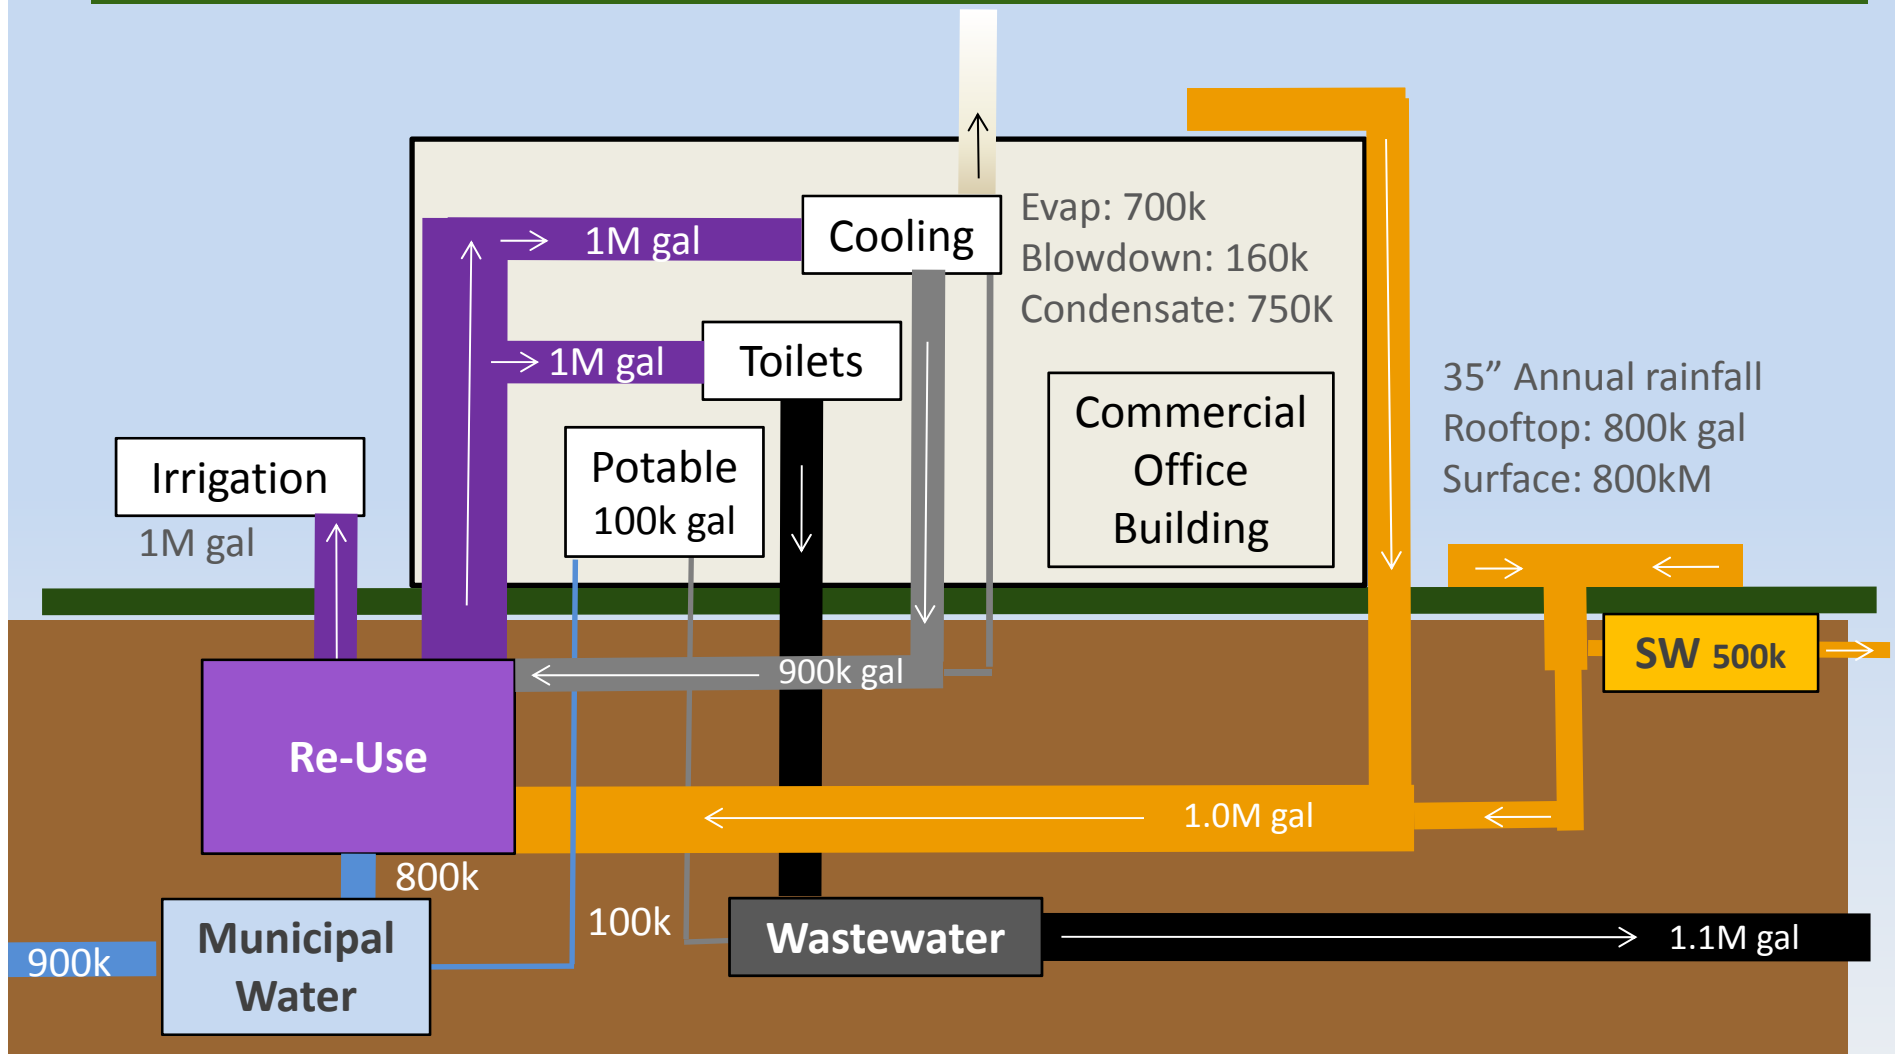 Evap: 700k
Blowdown: 160k
Condensate: 750K
1M gal
Cooling
1M gal
Toilets
35” Annual rainfall
Rooftop: 800k gal
Surface: 800kM
Commercial
Office
Building
Irrigation
1M gal
Potable
100k gal
900k gal
SW 500k
Re-Use
1.0M gal
800k
100k
Municipal
Water
900k
Wastewater
1.1M gal